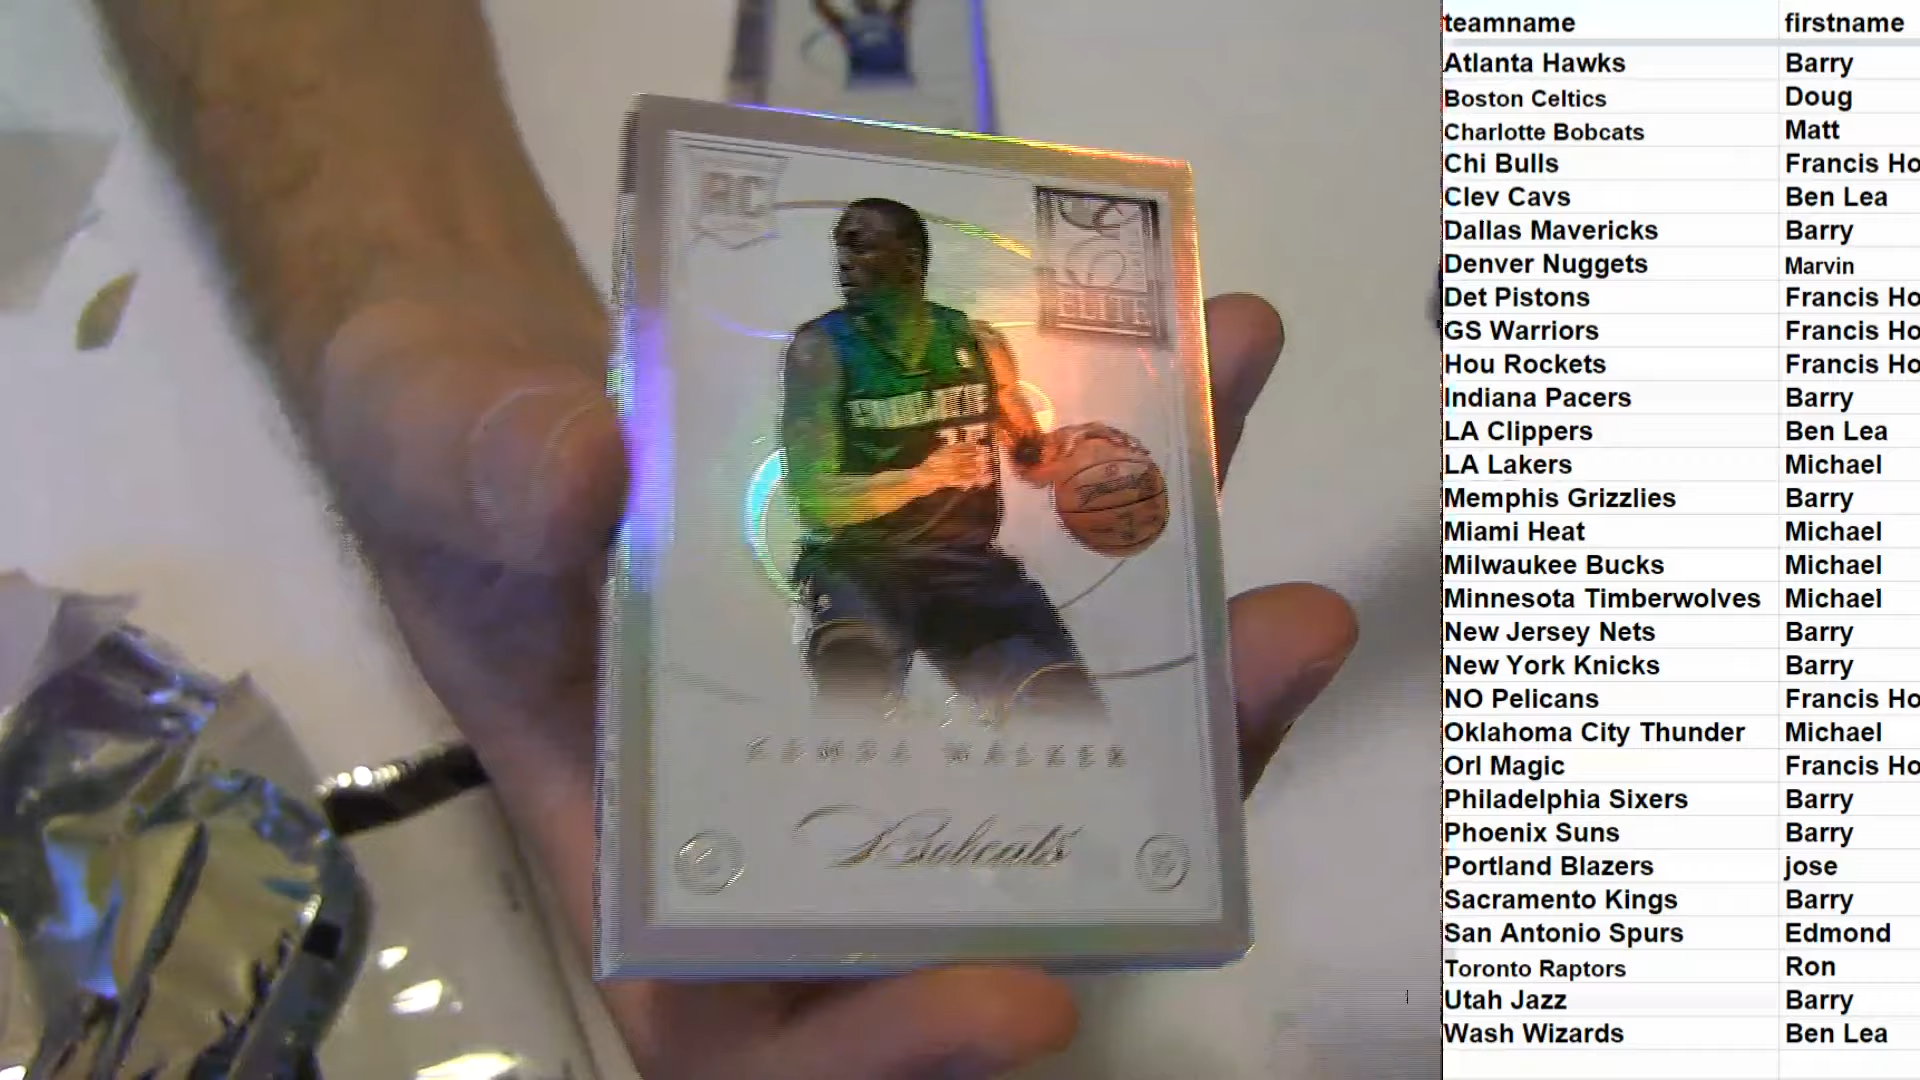 RC
ELITE
KEMBA WALKER
Bobcats
teamname firstname
Atlanta Hawks Barry
Boston Celtics Doug
Charlotte Bobcats Matt
Chi Bulls Francis Ho
Clev Cavs Ben Lea
Dallas Mavericks Barry
Denver Nuggets Marvin
Det Pistons Francis Ho
GS Warriors Francis Ho
Hou Rockets Francis Ho
Indiana Pacers Barry
LA Clippers Ben Lea
LA Lakers Michael
Memphis Grizzlies Barry
Miami Heat Michael
Milwaukee Bucks Michael
Minnesota Timberwolves Michael
New Jersey Nets Barry
New York Knicks Barry
NO Pelicans Francis Ho
Oklahoma City Thunder Michael
Orl Magic Francis Ho
Philadelphia Sixers Barry
Phoenix Suns Barry
Portland Blazers jose
Sacramento Kings Barry
San Antonio Spurs Edmond
Toronto Raptors Ron
Utah Jazz Barry
Wash Wizards Ben Lea